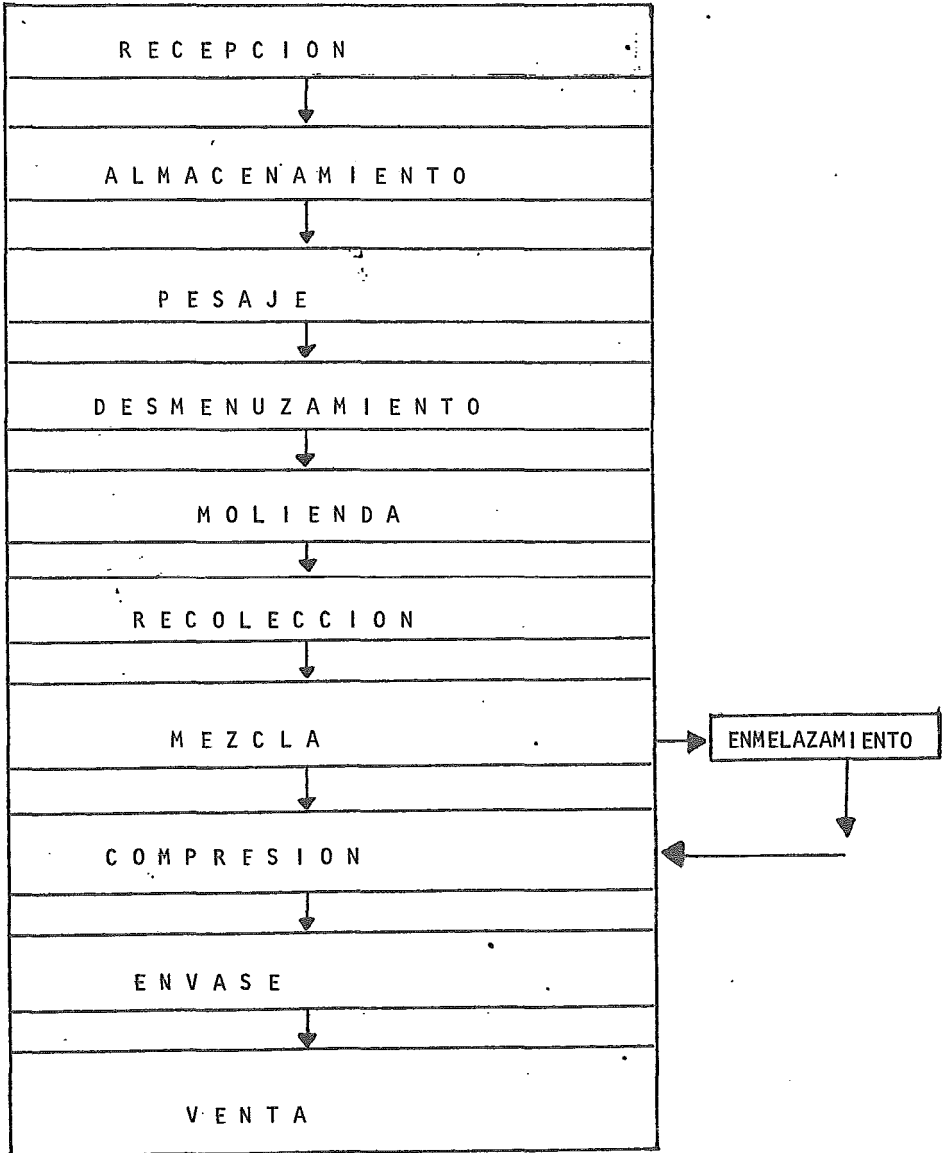 RECEPCION
ALMACENAMIENTO
PESAJE
DESMENUZAMIENTO
MOLIENDA
RECOLECCION
MEZCLA
ENMELAZAMIENTO
COMPRESION
ENVASE
VENTA